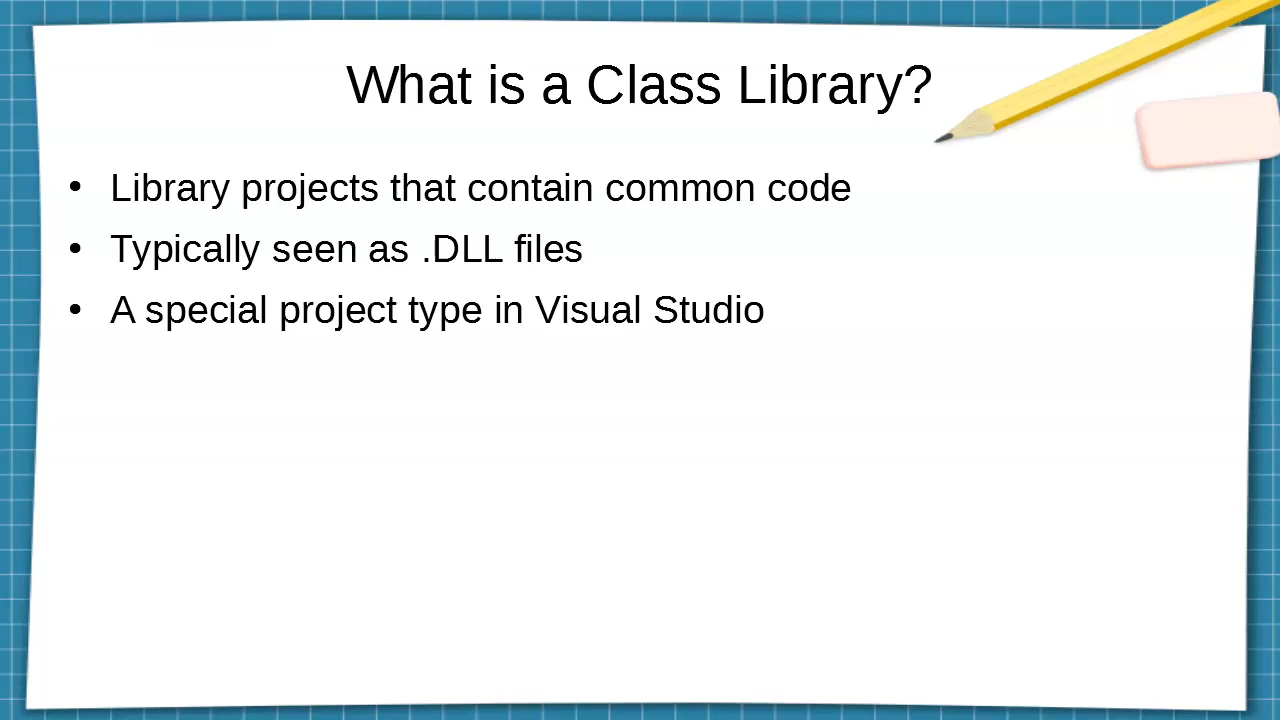 What is a Class Library?
• Library projects that contain common code
• Typically seen as .DLL files
• A special project type in Visual Studio